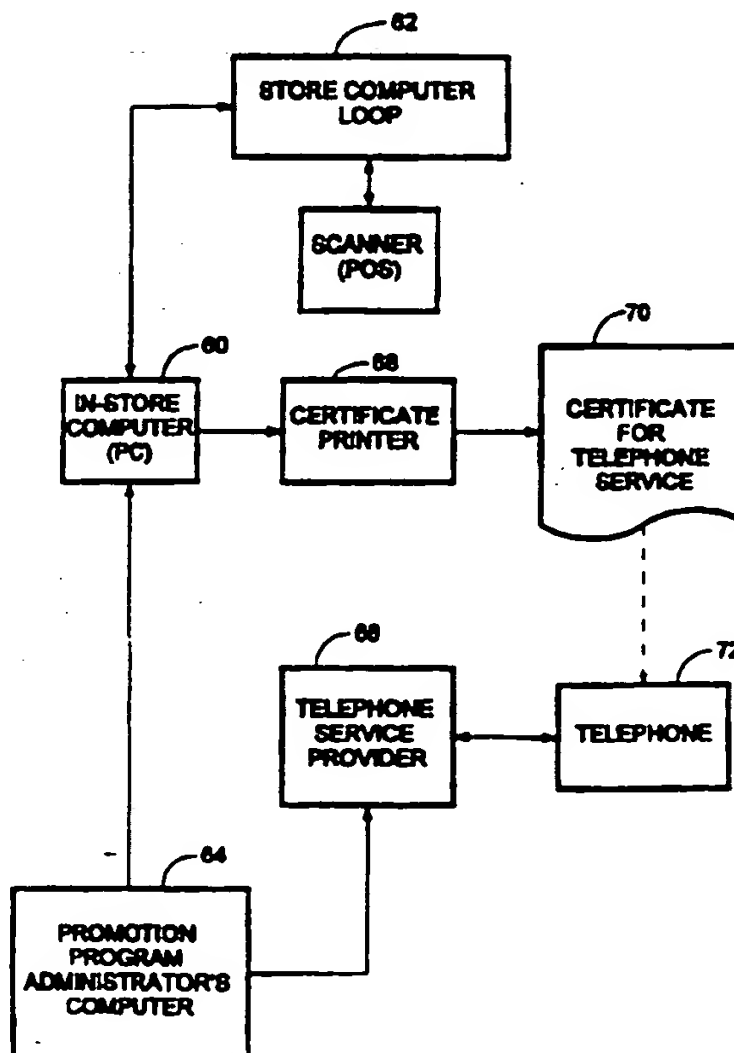 62
STORE COMPUTER
LOOP
SCANNER
(POS)
60
IN-STORE
COMPUTER
(PC)
68
CERTIFICATE
PRINTER
70
CERTIFICATE
FOR
TELEPHONE
SERVICE
66
TELEPHONE
SERVICE
PROVIDER
72
TELEPHONE
64
PROMOTION
PROGRAM
ADMINISTRATOR'S
COMPUTER